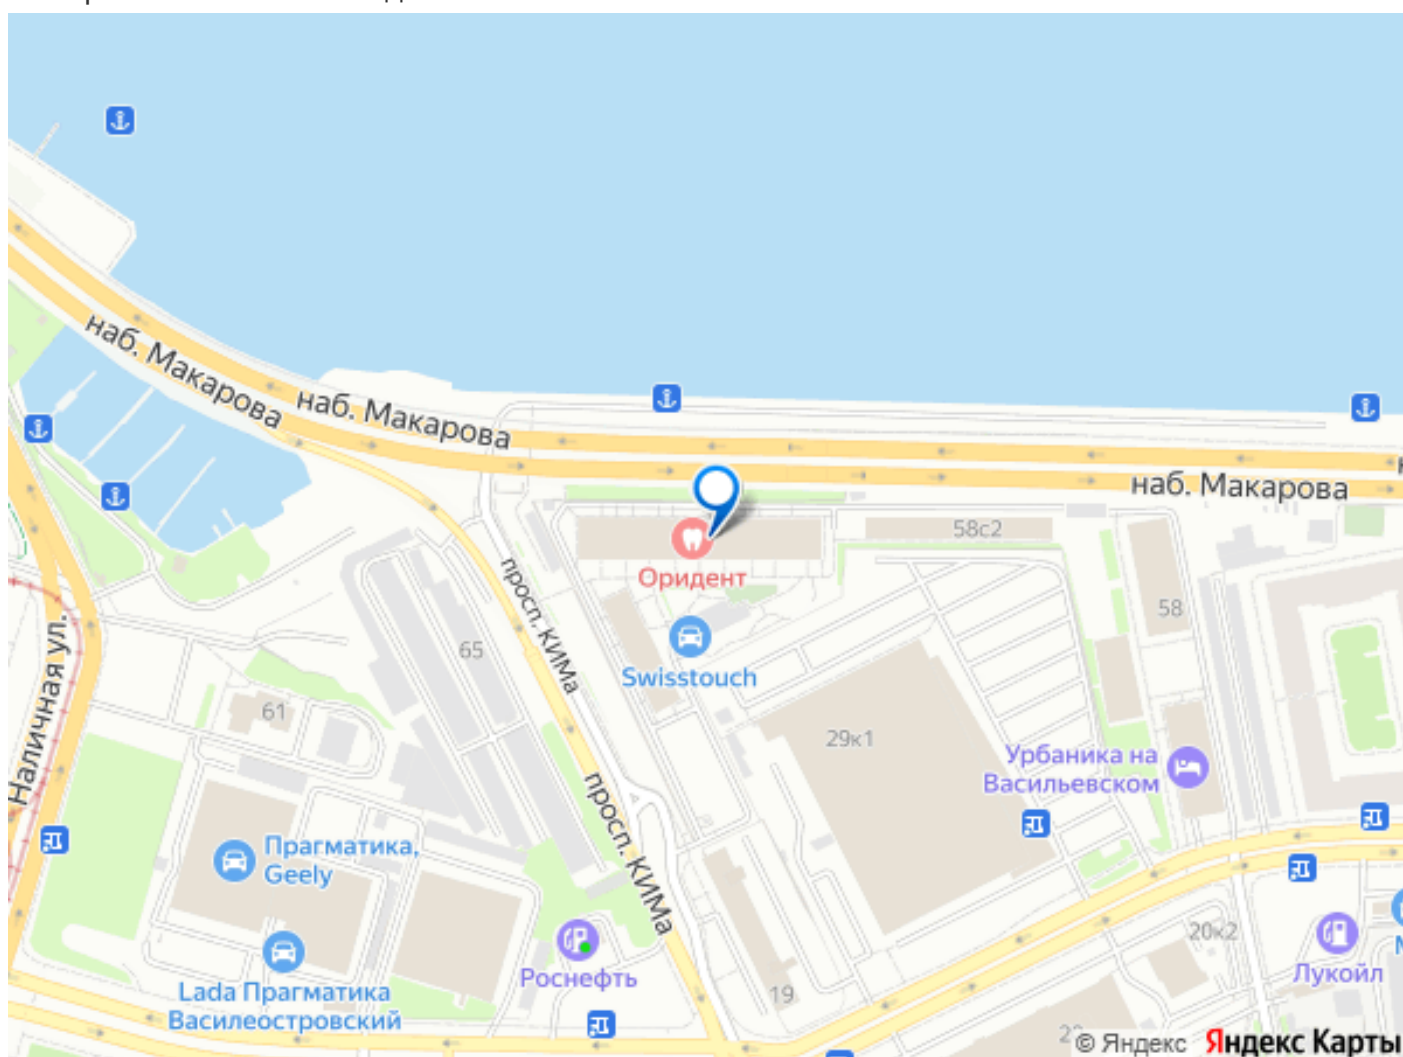 наб. Макарова
наб. Макарова
наб. Макарова
58с2
Оридент
просп. КИМа
58
65
Swisstouch
Наличная ул.
61
29к1
Урбаника на
Васильевском
просп. КИМа
Прагматика,
Geely
20к2
Роснефть
Лукойл
Lada Прагматика
Василеостровский
19
© Яндекс
Яндекс Карты